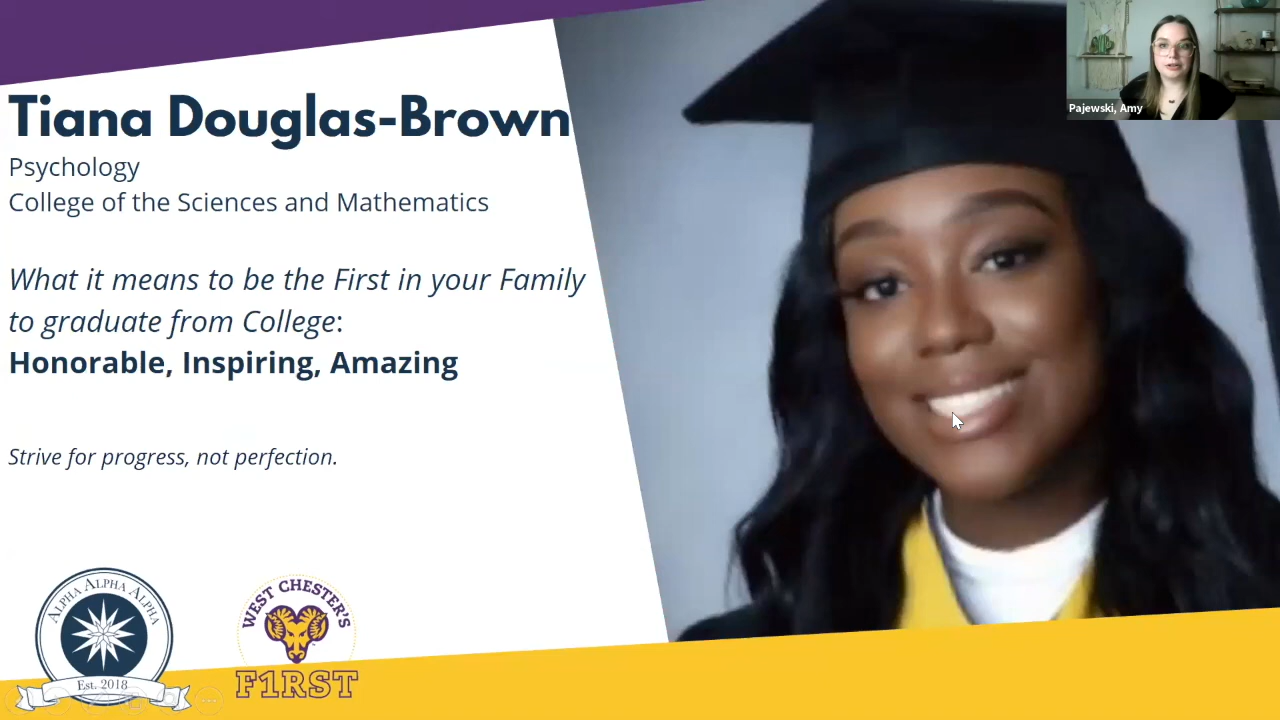 Tiana Douglas-Brown
Psychology
College of the Sciences and Mathematics
What it means to be the First in your Family
to graduate from College:
Honorable, Inspiring, Amazing
Strive for progress, not perfection.
Pajewski, Amy
ALPHA ALPHA ALPHA
Est. 2018
WEST CHESTER'S
F1RST